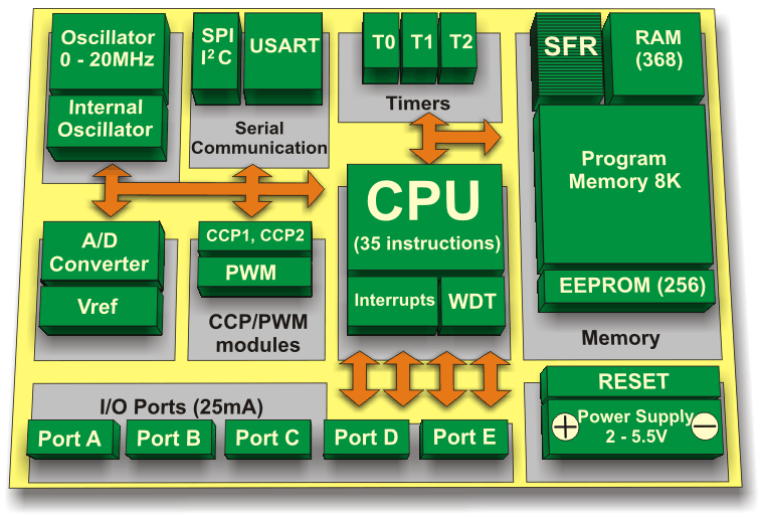 Oscillator
0 - 20MHz
Internal
Oscillator
SPI
I²C
USART
Serial
Communication
T0 T1 T2
Timers
SFR
RAM
(368)
Program
Memory 8K
EEPROM (256)
Memory
A/D
Converter
Vref
CCP1, CCP2
PWM
CCP/PWM
modules
CPU
(35 instructions)
Interrupts
WDT
I/O Ports (25mA)
Port A
Port B
Port C
Port D
Port E
RESET
+ Power Supply −
2 - 5.5V